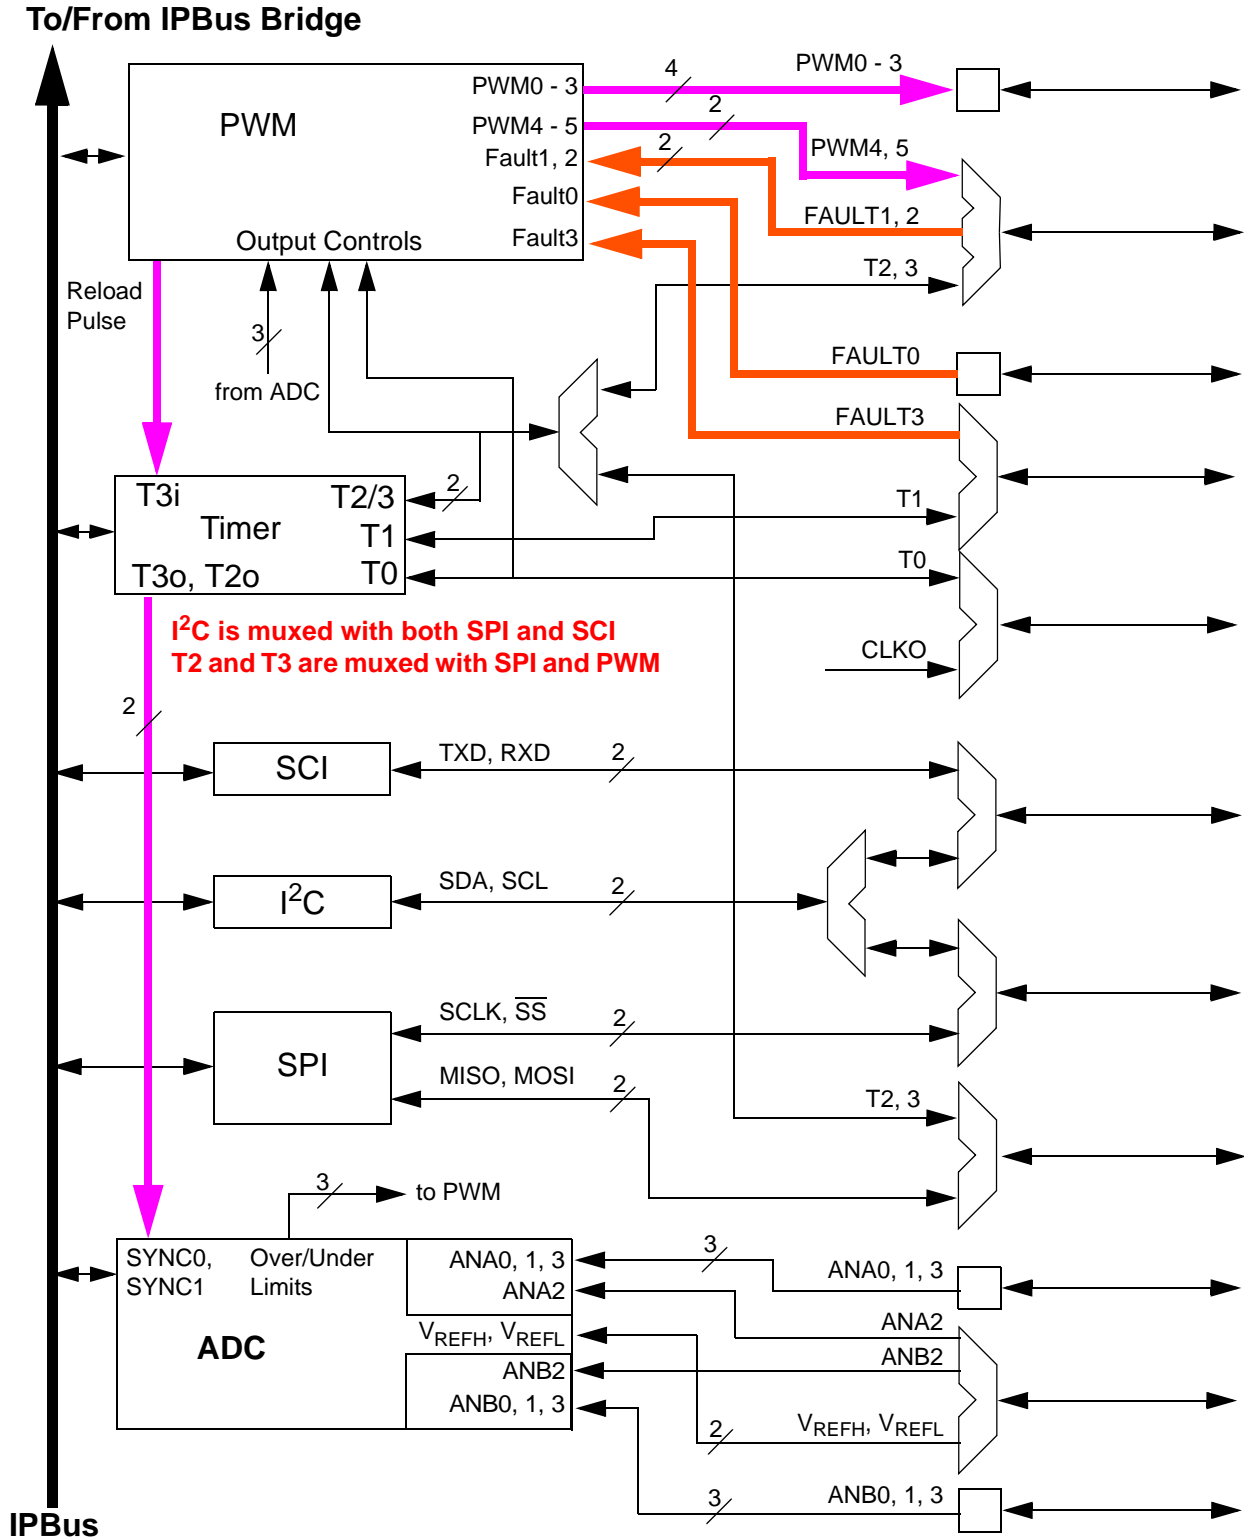 To/From IPBus Bridge
PWM
PWM0 - 3
PWM4 - 5
Fault1, 2
Fault0
Fault3
Output Controls
4
PWM0 - 3
2
PWM4, 5
2
FAULT1, 2
T2, 3
Reload
Pulse
3
from ADC
FAULT0
FAULT3
T3i
T2/3
2
Timer
T1
T1
T3o, T2o
T0
T0
I²C is muxed with both SPI and SCI
T2 and T3 are muxed with SPI and PWM
CLKO
2
SCI
TXD, RXD
2
I²C
SDA, SCL
2
SPI
SCLK, S̅S̅
2
MISO, MOSI
2
T2, 3
3
to PWM
SYNC0,
SYNC1
Over/Under
Limits
ADC
ANA0, 1, 3
ANA2
VREFH, VREFL
ANB2
ANB0, 1, 3
3
ANA0, 1, 3
ANA2
ANB2
2
VREFH, VREFL
3
ANB0, 1, 3
IPBus